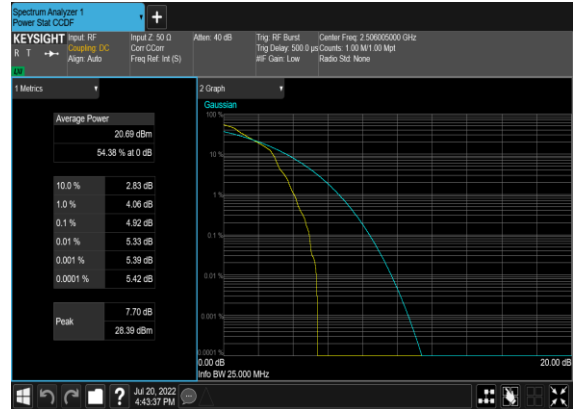 Spectrum Analyzer 1
Power Stat CCDF
KEYSIGHT
R T
LXI
Input: RF
Coupling: DC
Align: Auto
Input Z: 50 Ω
Corr CCorr
Freq Ref: Int (S)
Atten: 40 dB
Trig: RF Burst
Trig Delay: 500.0 µs
#IF Gain: Low
Center Freq: 2.506005000 GHz
Counts: 1.00 M/1.00 Mpt
Radio Std: None
1 Metrics
Average Power
20.69 dBm
54.38 % at 0 dB
10.0 % 2.83 dB
1.0 % 4.06 dB
0.1 % 4.92 dB
0.01 % 5.33 dB
0.001 % 5.39 dB
0.0001 % 5.42 dB
Peak
7.70 dB
28.39 dBm
2 Graph
Gaussian
100 %
10 %
1 %
0.1 %
0.01 %
0.001 %
0.0001 %
0.00 dB
20.00 dB
Info BW 25.000 MHz
Jul 20, 2022
4:43:37 PM